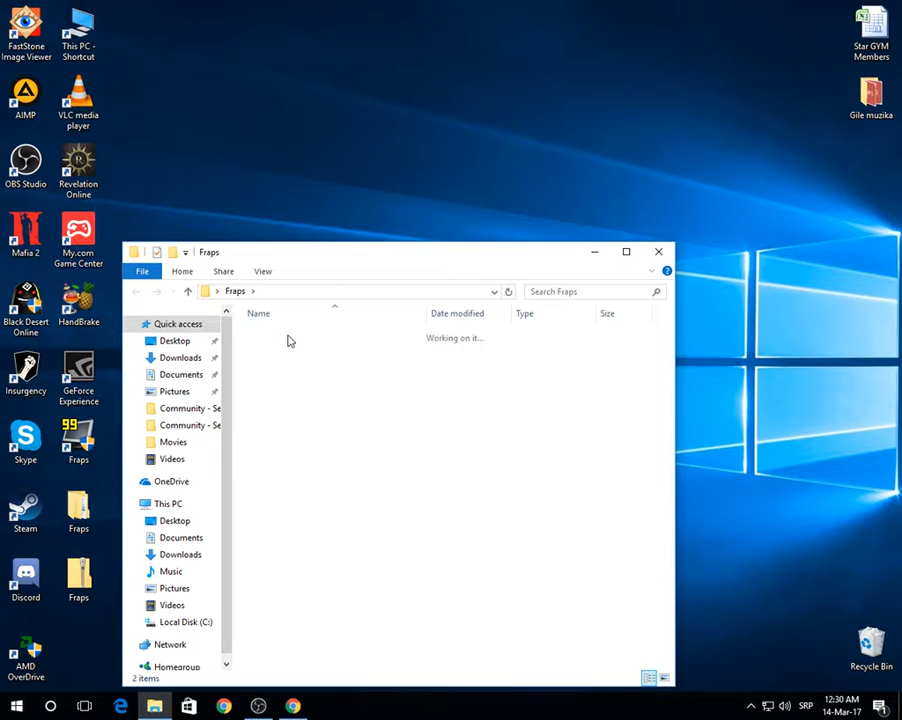 FastStone
Image Viewer
This PC -
Shortcut
AIMP
VLC media
player
OBS Studio
Revelation
Online
Mafia 2
My.com
Game Center
Black Desert
Online
HandBrake
Insurgency
GeForce
Experience
Skype
99
Fraps
Steam
Fraps
Discord
Fraps
AMD
OverDrive
Star GYM
Members
Gile muzika
Recycle Bin
Fraps
File
Home
Share
View
Fraps
Search Fraps
Name
Date modified
Type
Size
Working on it...
Quick access
Desktop
Downloads
Documents
Pictures
Community - Se
Community - Se
Movies
Videos
OneDrive
This PC
Desktop
Documents
Downloads
Music
Pictures
Videos
Local Disk (C:)
Network
Homegroup
2 items
SRP
12:30 AM
14-Mar-17
1